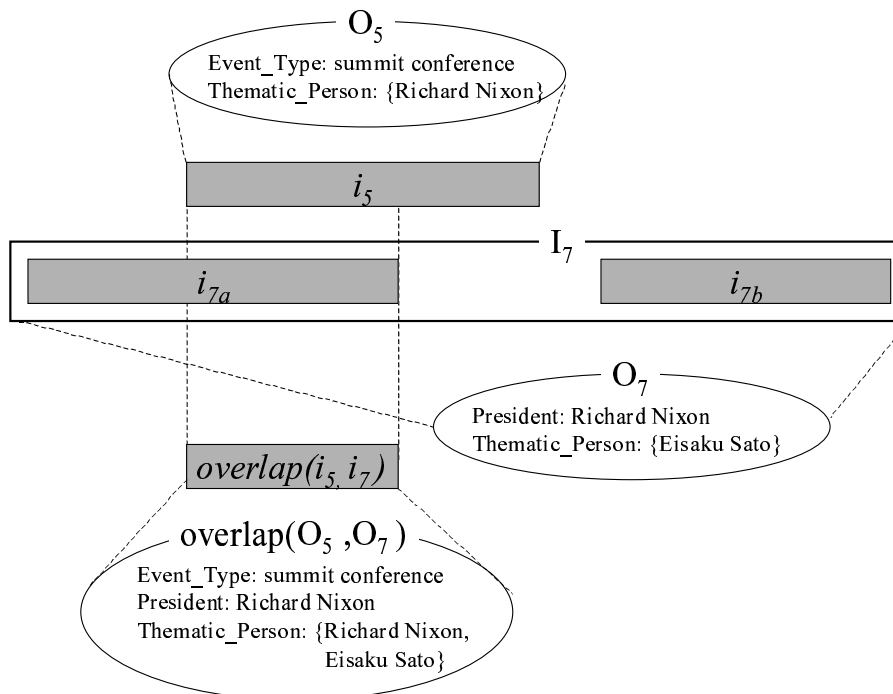 O5
Event_Type: summit conference
Thematic_Person: {Richard Nixon}
i5
I7
i7a
i7b
O7
President: Richard Nixon
Thematic_Person: {Eisaku Sato}
overlap(i5, i7)
overlap(O5 ,O7 )
Event_Type: summit conference
President: Richard Nixon
Thematic_Person: {Richard Nixon,
Eisaku Sato}